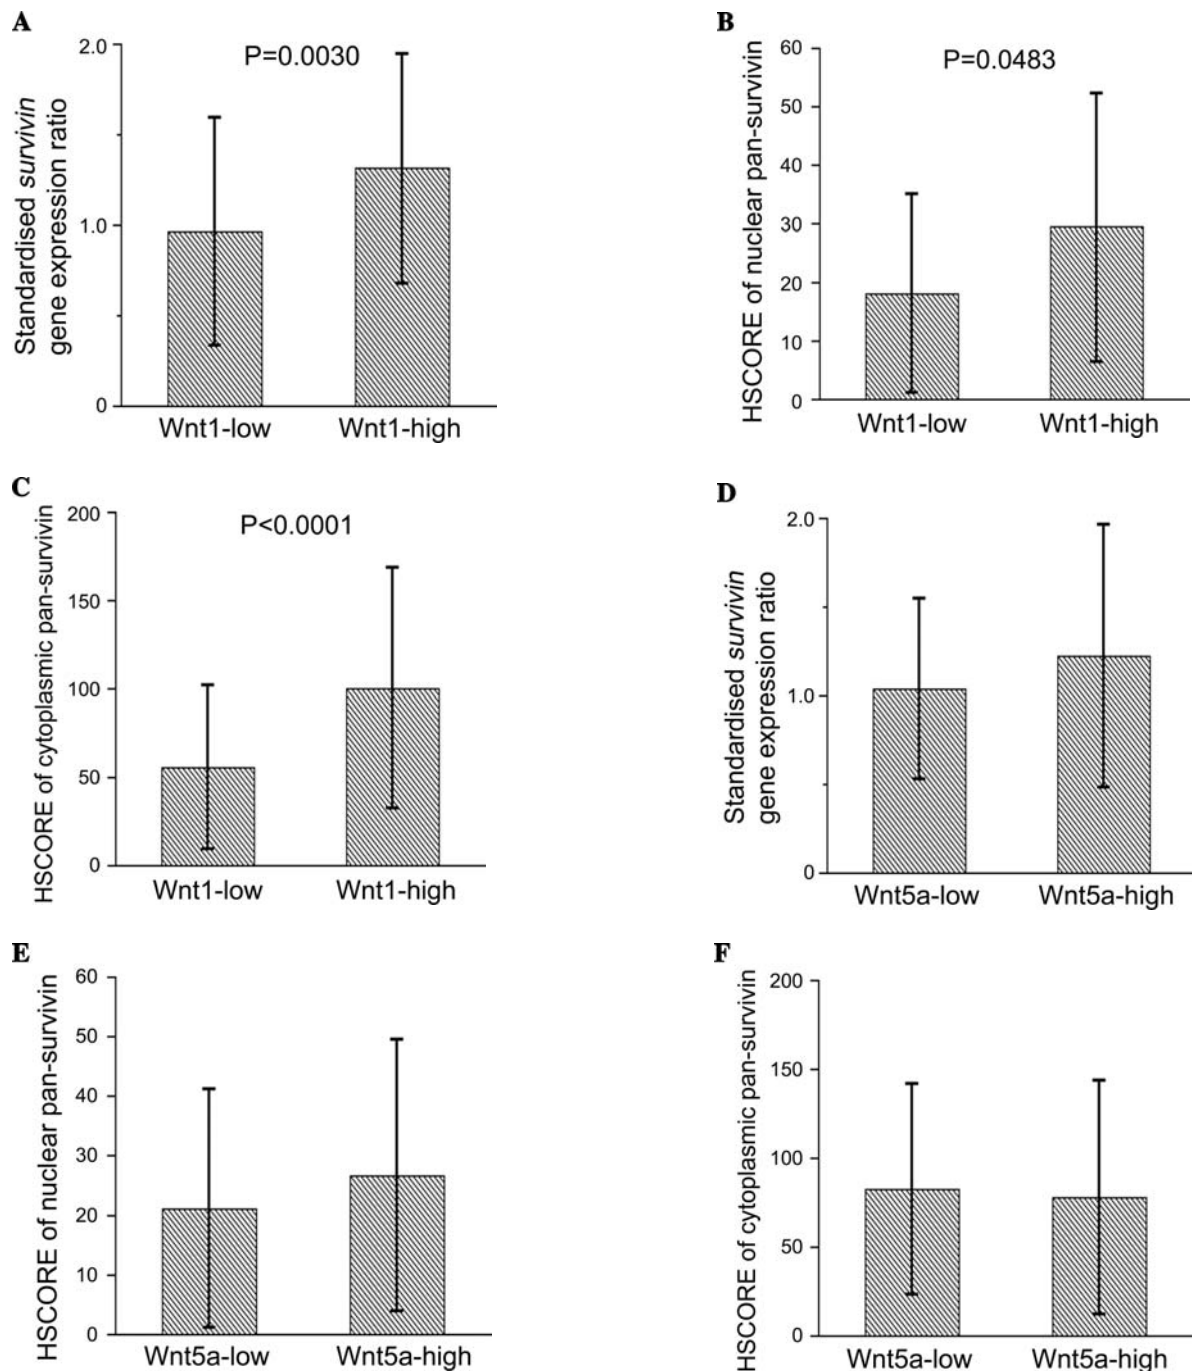 A
Standardised survivin
gene expression ratio
P=0.0030
2.0
1.0
0
Wnt1-low
Wnt1-high
B
HSCORE of nuclear pan-survivin
P=0.0483
60
50
40
30
20
10
0
Wnt1-low
Wnt1-high
C
HSCORE of cytoplasmic pan-survivin
P<0.0001
200
150
100
50
0
Wnt1-low
Wnt1-high
D
Standardised survivin
gene expression ratio
2.0
1.0
0
Wnt5a-low
Wnt5a-high
E
HSCORE of nuclear pan-survivin
60
50
40
30
20
10
0
Wnt5a-low
Wnt5a-high
F
HSCORE of cytoplasmic pan-survivin
200
150
100
50
0
Wnt5a-low
Wnt5a-high